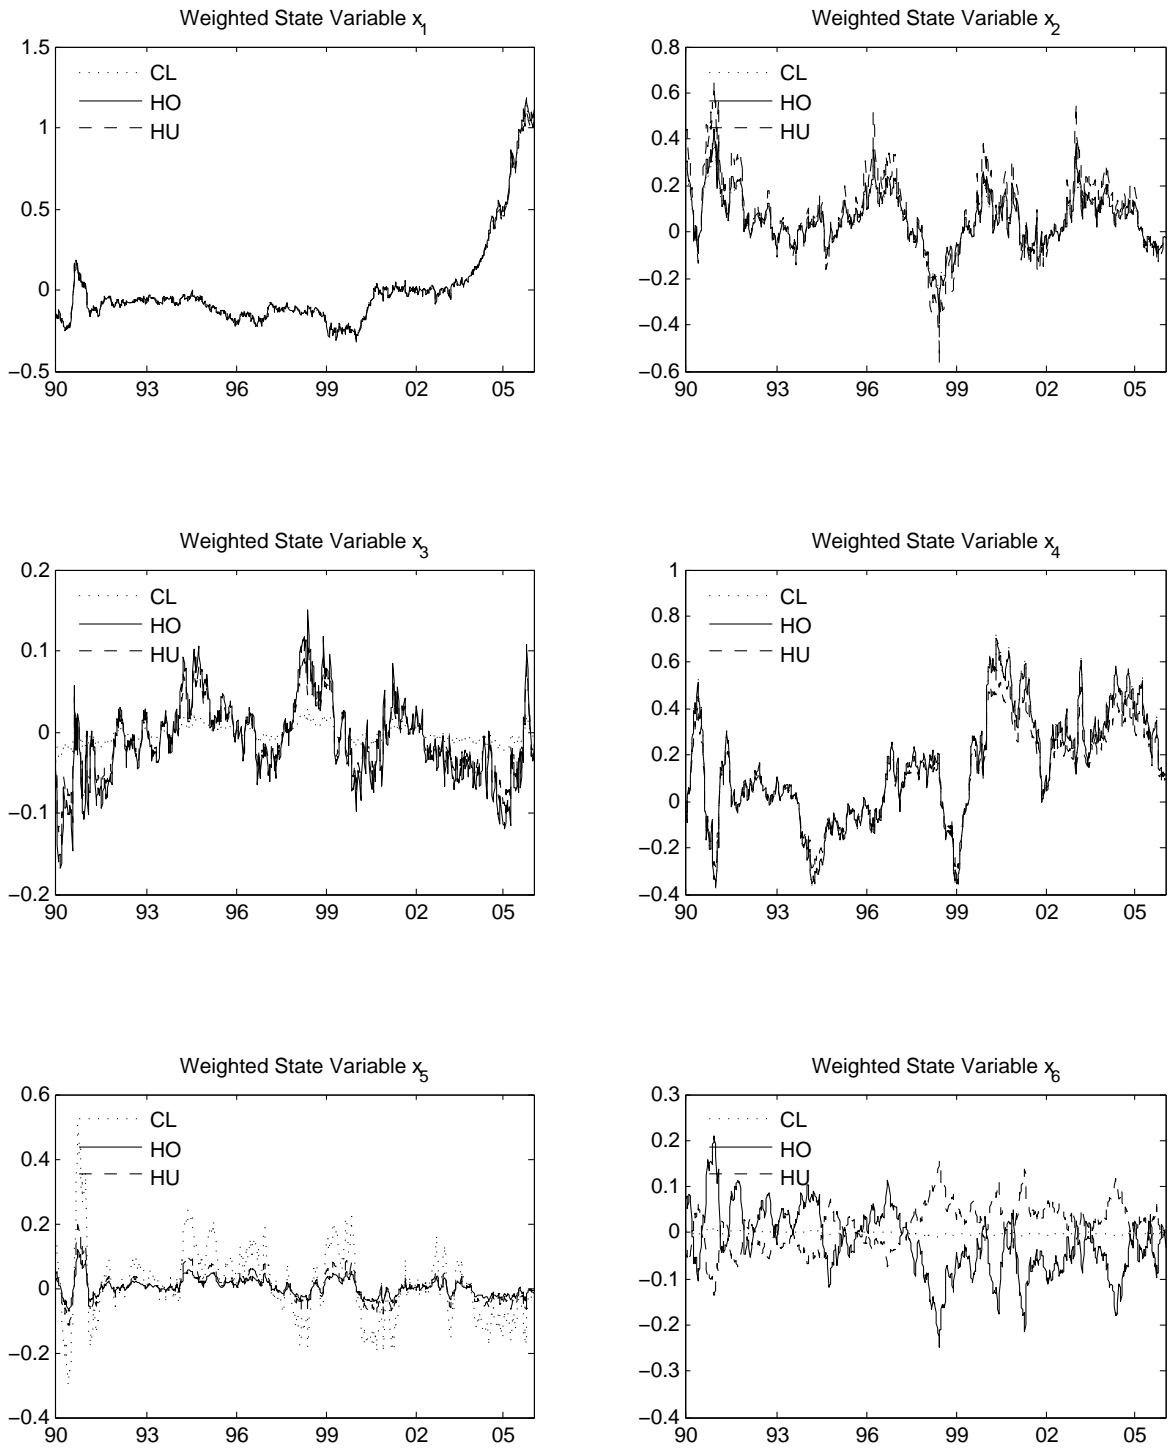 Weighted State Variable x1
1.5
1
0.5
0
−0.5
90 93 96 99 02 05
CL
HO
HU
Weighted State Variable x2
0.8
0.6
0.4
0.2
0
−0.2
−0.4
−0.6
90 93 96 99 02 05
CL
HO
HU
Weighted State Variable x3
0.2
0.1
0
−0.1
−0.2
90 93 96 99 02 05
CL
HO
HU
Weighted State Variable x4
1
0.8
0.6
0.4
0.2
0
−0.2
−0.4
90 93 96 99 02 05
CL
HO
HU
Weighted State Variable x5
0.6
0.4
0.2
0
−0.2
−0.4
90 93 96 99 02 05
CL
HO
HU
Weighted State Variable x6
0.3
0.2
0.1
0
−0.1
−0.2
−0.3
−0.4
90 93 96 99 02 05
CL
HO
HU